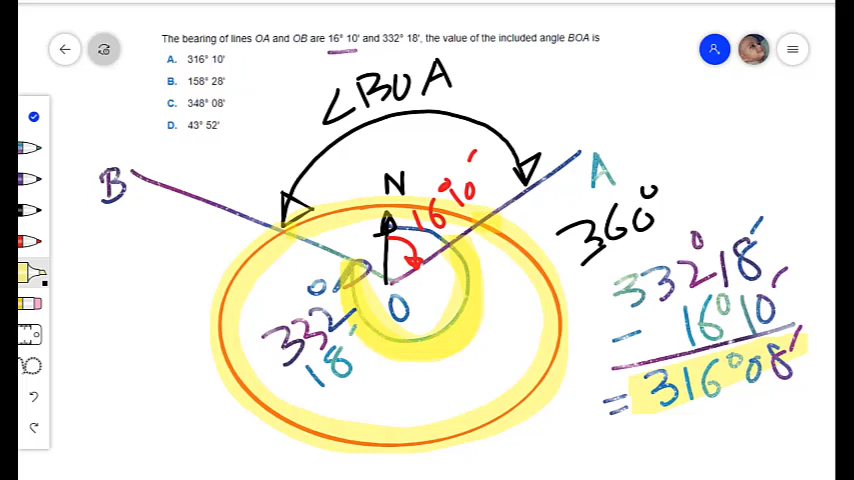 The bearing of lines OA and OB are 16° 10' and 332° 18', the value of the included angle BOA is
A. 316° 10'
B. 158° 28'
C. 348° 08'
D. 43° 52'
<BOA
B
N
A
16° 10'
360°
O
332°
18'
332° 18'
- 16° 10'
= 316° 08'